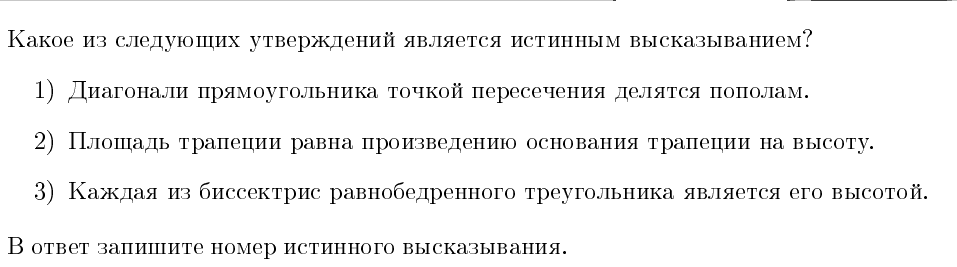 Какое из следующих утверждений является истинным высказыванием?
1) Диагонали прямоугольника точкой пересечения делятся пополам.
2) Площадь трапеции равна произведению основания трапеции на высоту.
3) Каждая из биссектрис равнобедренного треугольника является его высотой.
В ответ запишите номер истинного высказывания.